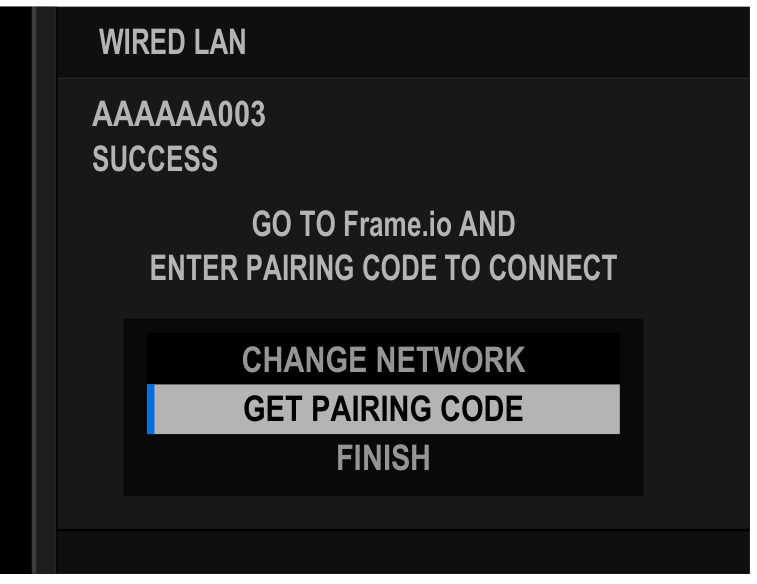 WIRED LAN
AAAAAA003
SUCCESS
GO TO Frame.io AND
ENTER PAIRING CODE TO CONNECT
CHANGE NETWORK
GET PAIRING CODE
FINISH